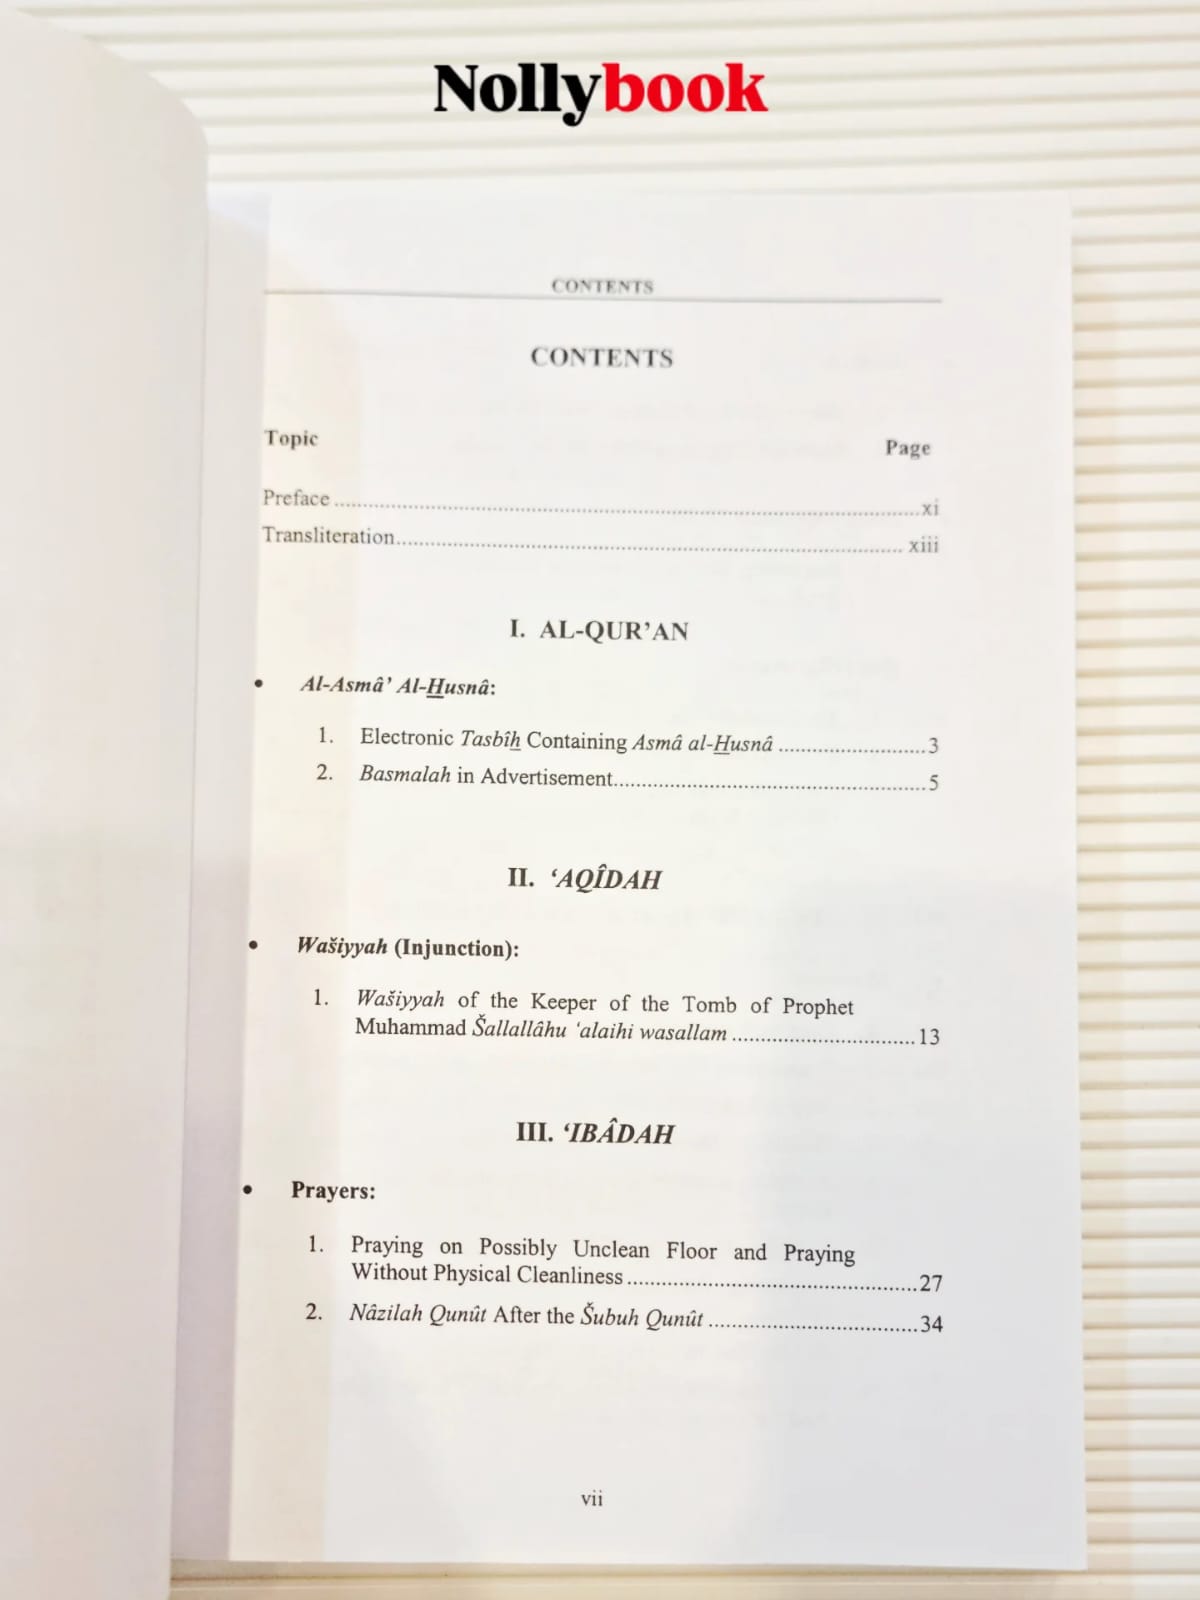 Nollybook
CONTENTS
CONTENTS
Topic Page
Preface ........................................................ xi
Transliteration ........................................................ xiii
I. AL-QUR’AN
• Al-Asmâ’ Al-Husnâ:
1. Electronic Tasbîh Containing Asmâ al-Husnâ ......................... 3
2. Basmalah in Advertisement ...................................................... 5
II. ‘AQÎDAH
• Wašiyyah (Injunction):
1. Wašiyyah of the Keeper of the Tomb of Prophet
Muhammad Šallallâhu ‘alaihi wasallam ................................ 13
III. ‘IBÂDAH
• Prayers:
1. Praying on Possibly Unclean Floor and Praying
Without Physical Cleanliness .................................................. 27
2. Nâzilah Qunût After the Šubuh Qunût .................................... 34
vii